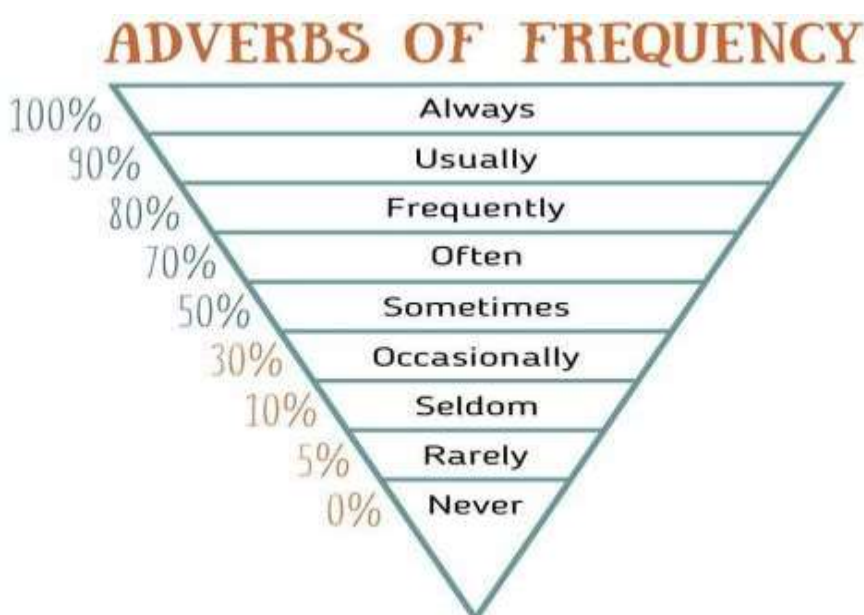 ADVERBS OF FREQUENCY
100% Always
90% Usually
80% Frequently
70% Often
50% Sometimes
30% Occasionally
10% Seldom
5% Rarely
0% Never